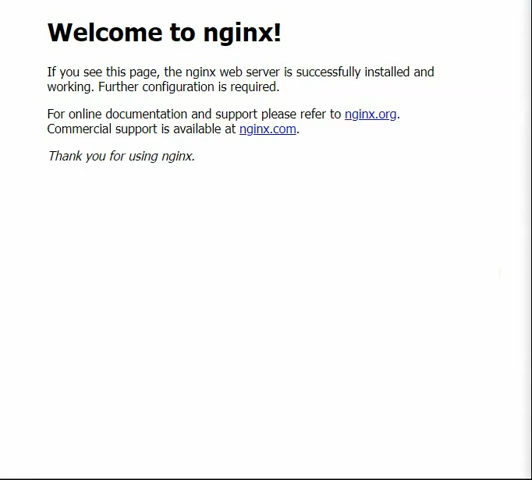 Welcome to nginx!
If you see this page, the nginx web server is successfully installed and
working. Further configuration is required.
For online documentation and support please refer to nginx.org.
Commercial support is available at nginx.com.
Thank you for using nginx.